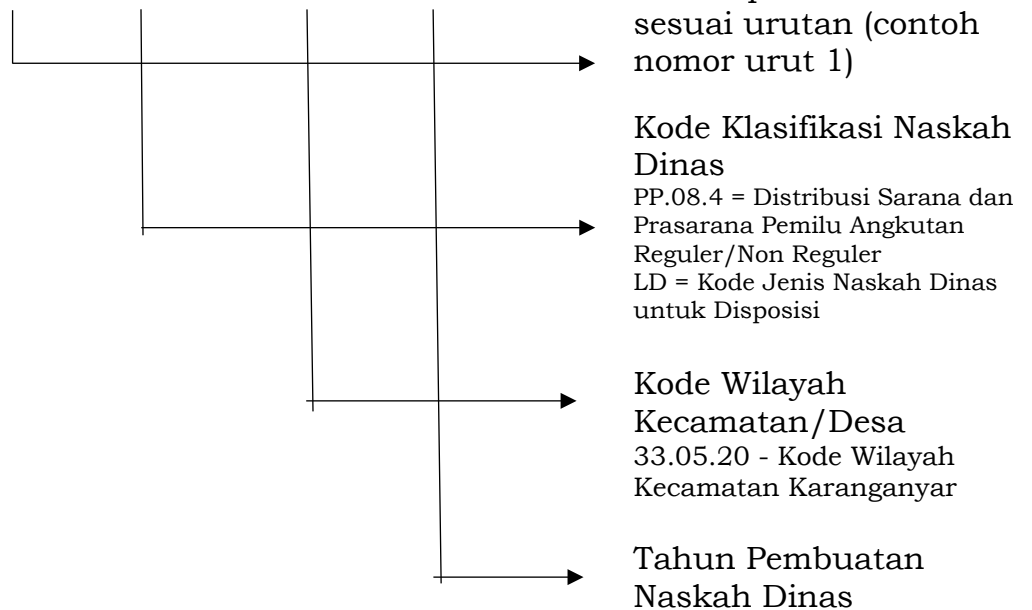 sesuai urutan (contoh
nomor urut 1)
Kode Klasifikasi Naskah
Dinas
PP.08.4 = Distribusi Sarana dan
Prasarana Pemilu Angkutan
Reguler/Non Reguler
LD = Kode Jenis Naskah Dinas
untuk Disposisi
Kode Wilayah
Kecamatan/Desa
33.05.20 - Kode Wilayah
Kecamatan Karanganyar
Tahun Pembuatan
Naskah Dinas